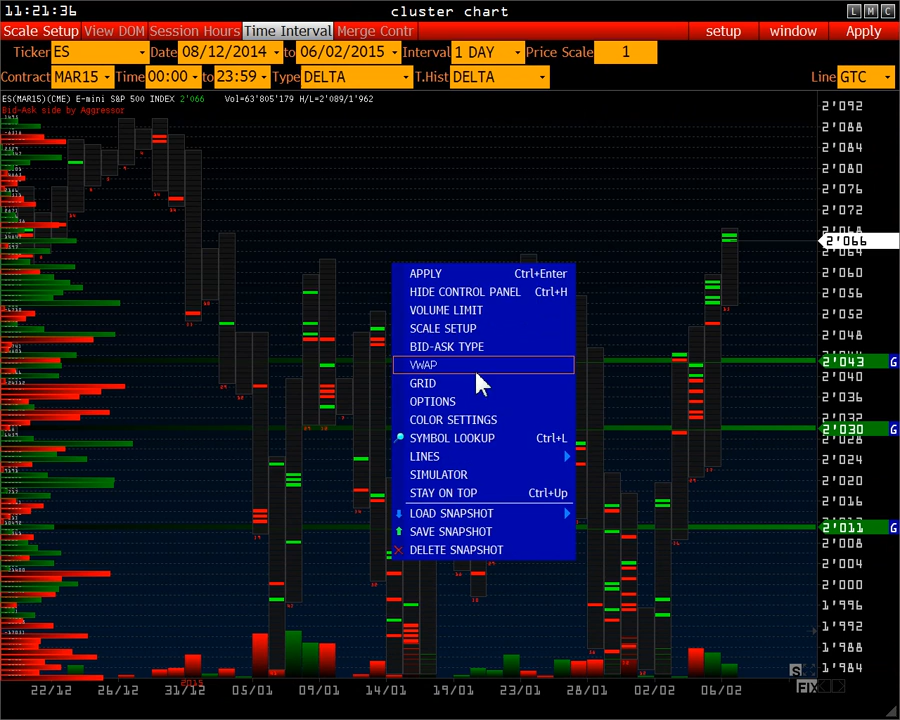 11:21:36 cluster chart L M C
Scale Setup View DOM Session Hours Time Interval Merge Contr setup window Apply
Ticker ES Date 08/12/2014 to 06/02/2015 Interval 1 DAY Price Scale 1
Contract MAR15 Time 00:00 to 23:59 Type DELTA T.Hist DELTA Line GTC
ES(MAR15)(CME) E-mini S&P 500 INDEX 2'066 Vol=63'805'179 H/L=2'089/1'962
Bid-Ask side by Aggressor
2'092
2'088
2'084
2'080
2'076
2'072
2'066
2'064
2'060
2'056
2'052
2'048
2'043 G
2'040
2'036
2'032
2'030 G
2'028
2'024
2'020
2'016
2'011 G
2'008
2'004
2'000
1'996
1'992
1'988
1'984
APPLY Ctrl+Enter
HIDE CONTROL PANEL Ctrl+H
VOLUME LIMIT
SCALE SETUP
BID-ASK TYPE
VWAP
GRID
OPTIONS
COLOR SETTINGS
SYMBOL LOOKUP Ctrl+L
LINES
SIMULATOR
STAY ON TOP Ctrl+Up
LOAD SNAPSHOT
SAVE SNAPSHOT
DELETE SNAPSHOT
S
FIX
2015
22/12 26/12 31/12 05/01 09/01 14/01 19/01 23/01 28/01 02/02 06/02